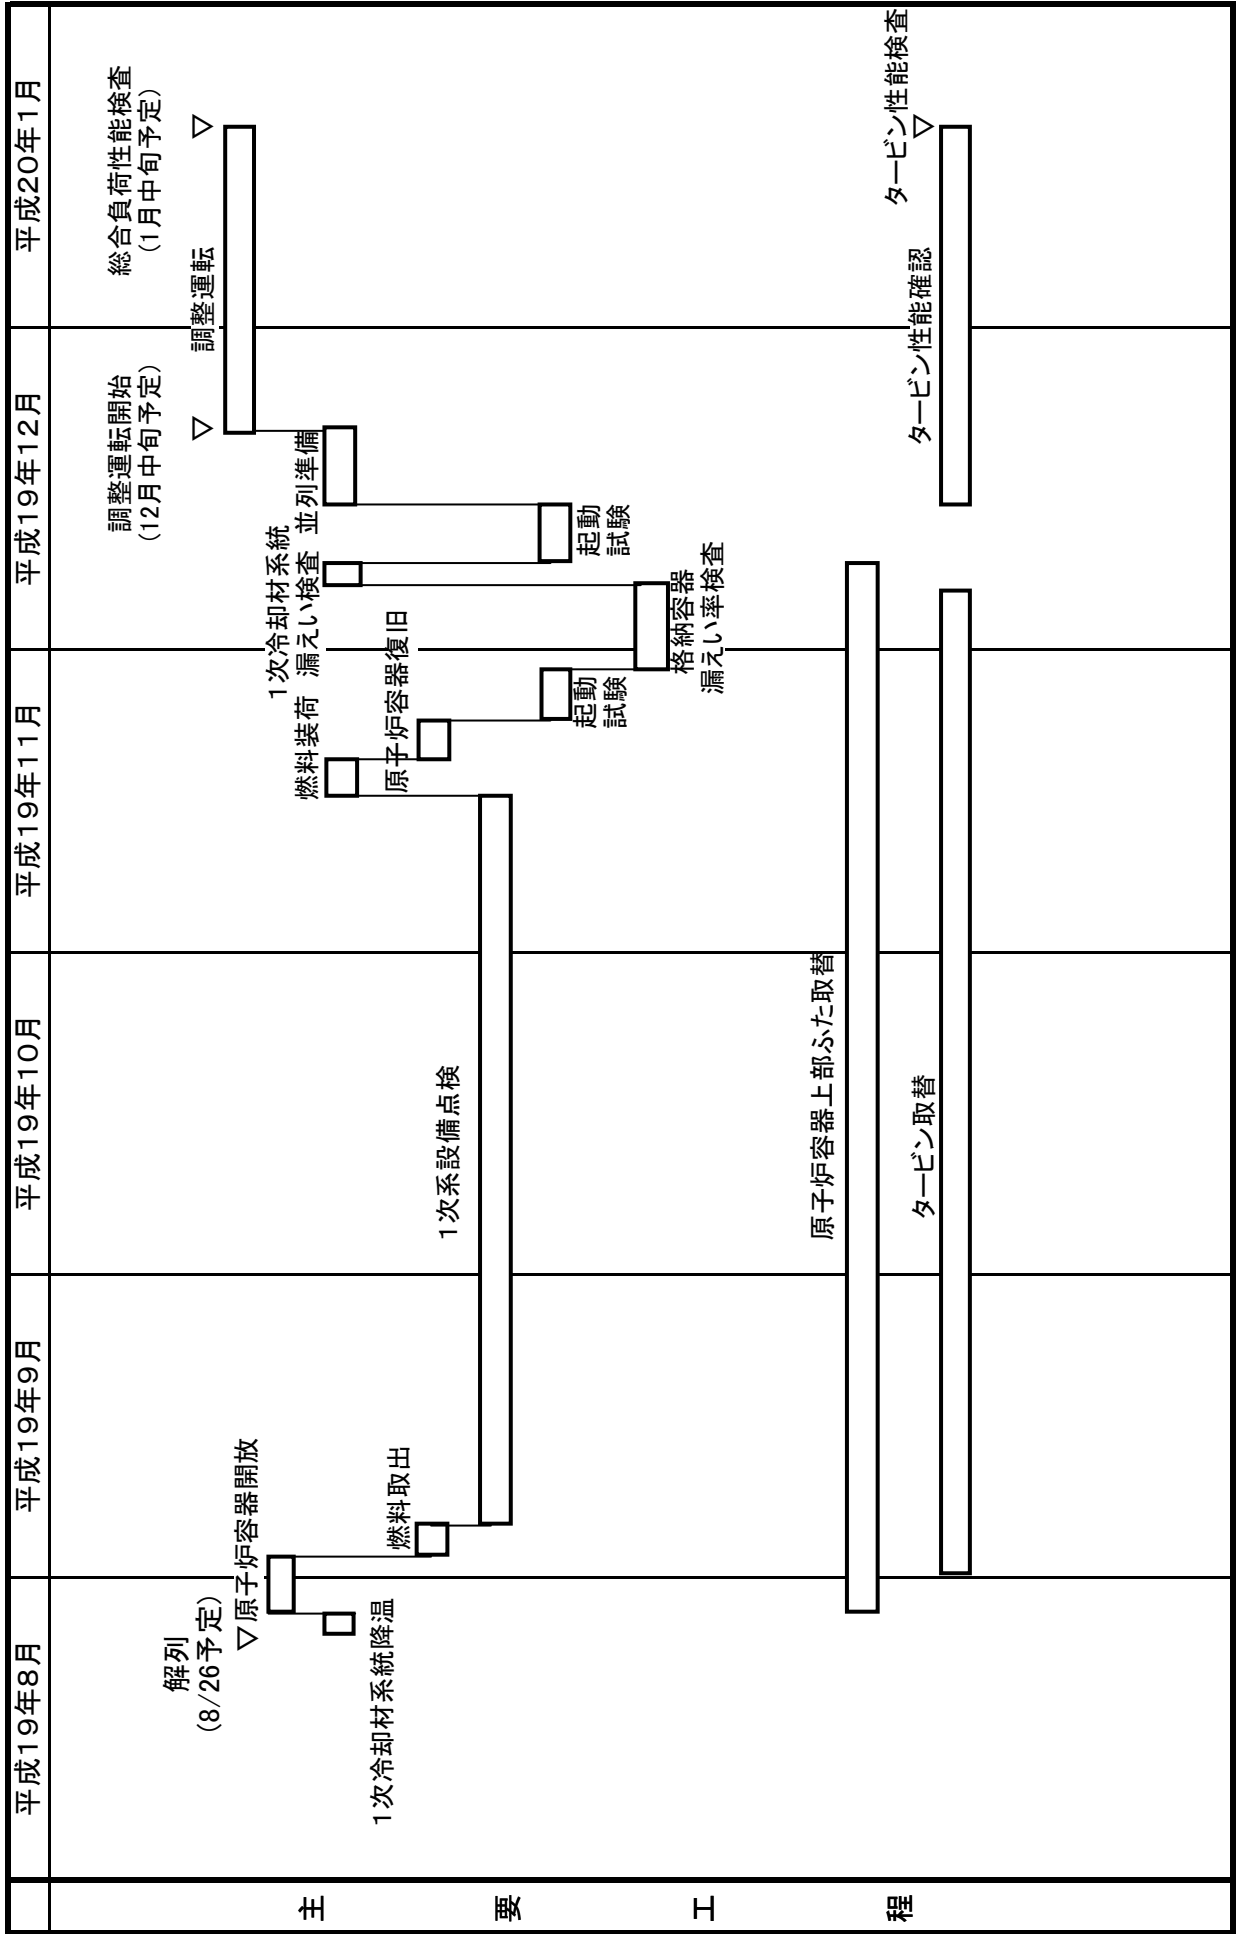 平成19年8月
平成19年9月
平成19年10月
平成19年11月
平成19年12月
平成20年1月
主要工程
解列
(8/26予定)
▽
原子炉容器開放
1次冷却材系統降温
燃料取出
1次系設備点検
燃料装荷
原子炉容器復旧
起動
試験
格納容器
漏えい率検査
1次冷却材系統
漏えい検査
起動
試験
並列準備
調整運転開始
(12月中旬予定)
▽
調整運転
総合負荷性能検査
(1月中旬予定)
▽
原子炉容器上部ふた取替
タービン取替
タービン性能確認
タービン性能検査
▽